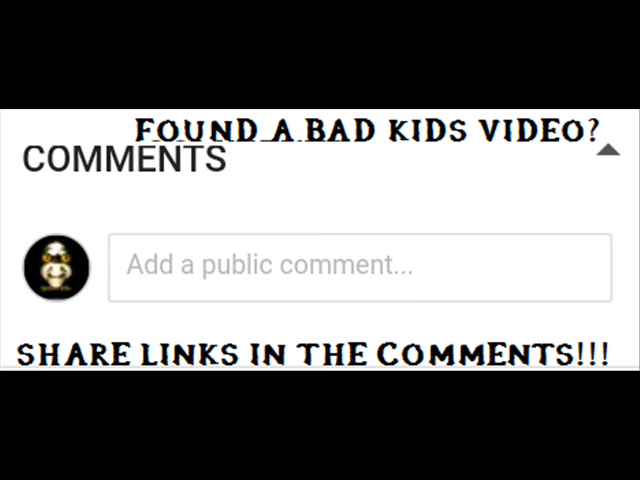 FOUND A BAD KIDS VIDEO?
COMMENTS
Add a public comment...
SHARE LINKS IN THE COMMENTS!!!